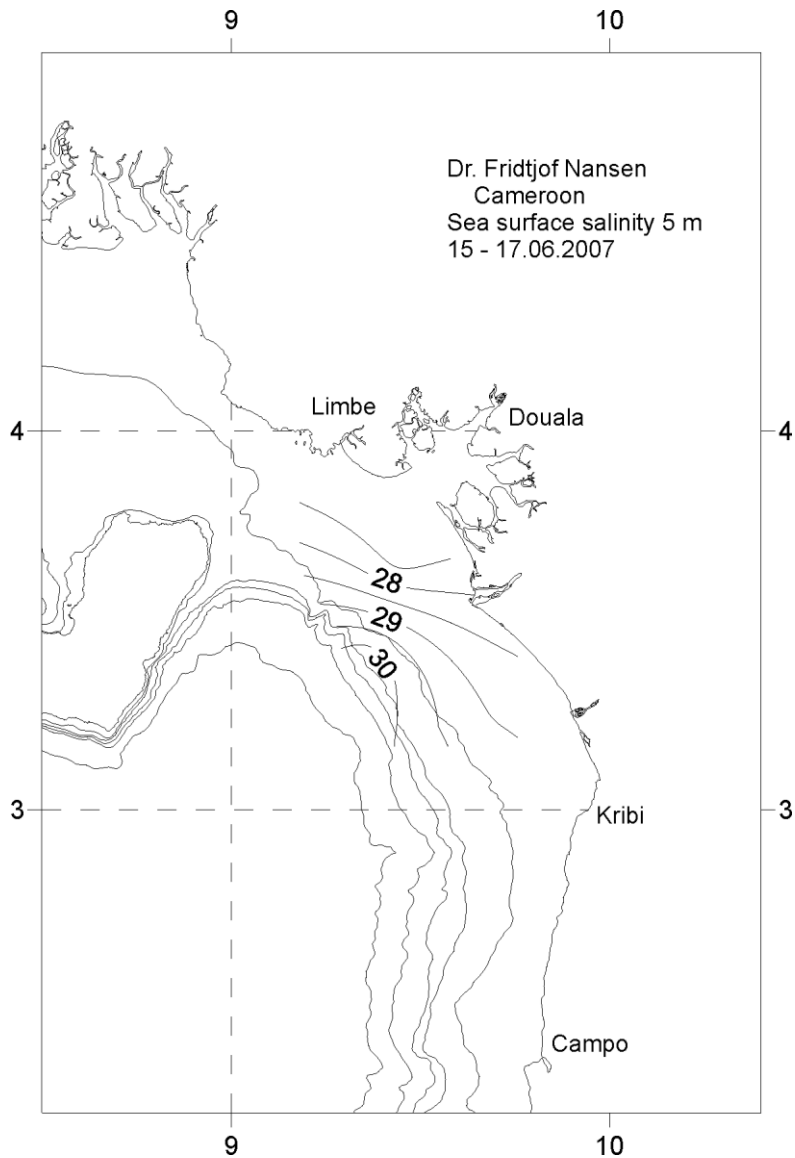 9 10
Dr. Fridtjof Nansen
Cameroon
Sea surface salinity 5 m
15 - 17.06.2007
Limbe
Douala
4 4
28
29
30
3 3
Kribi
Campo
9 10